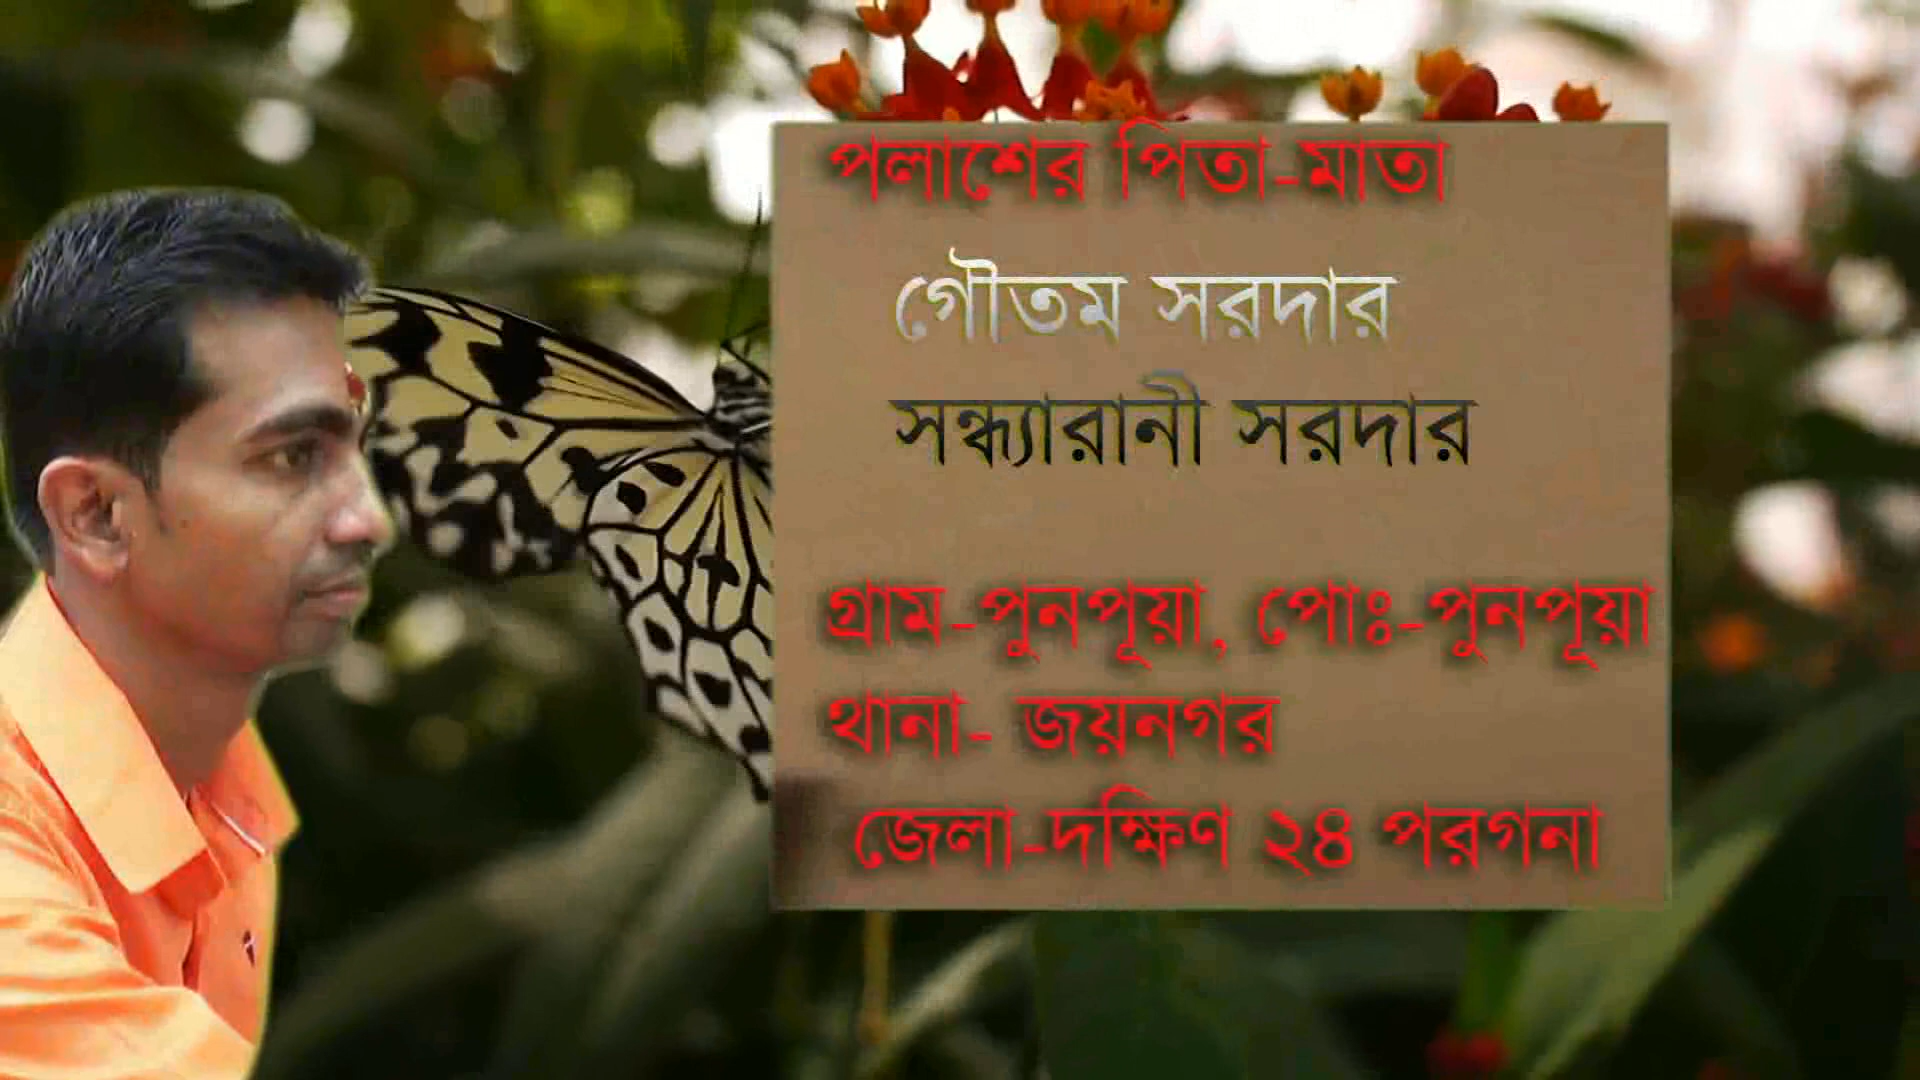 পলাশের পিতা-মাতা
গৌতম সরদার
সন্ধ্যারানী সরদার
গ্রাম-পুনপূয়া, পোঃ-পুনপূয়া
থানা- জয়নগর
জেলা-দক্ষিণ ২৪ পরগনা